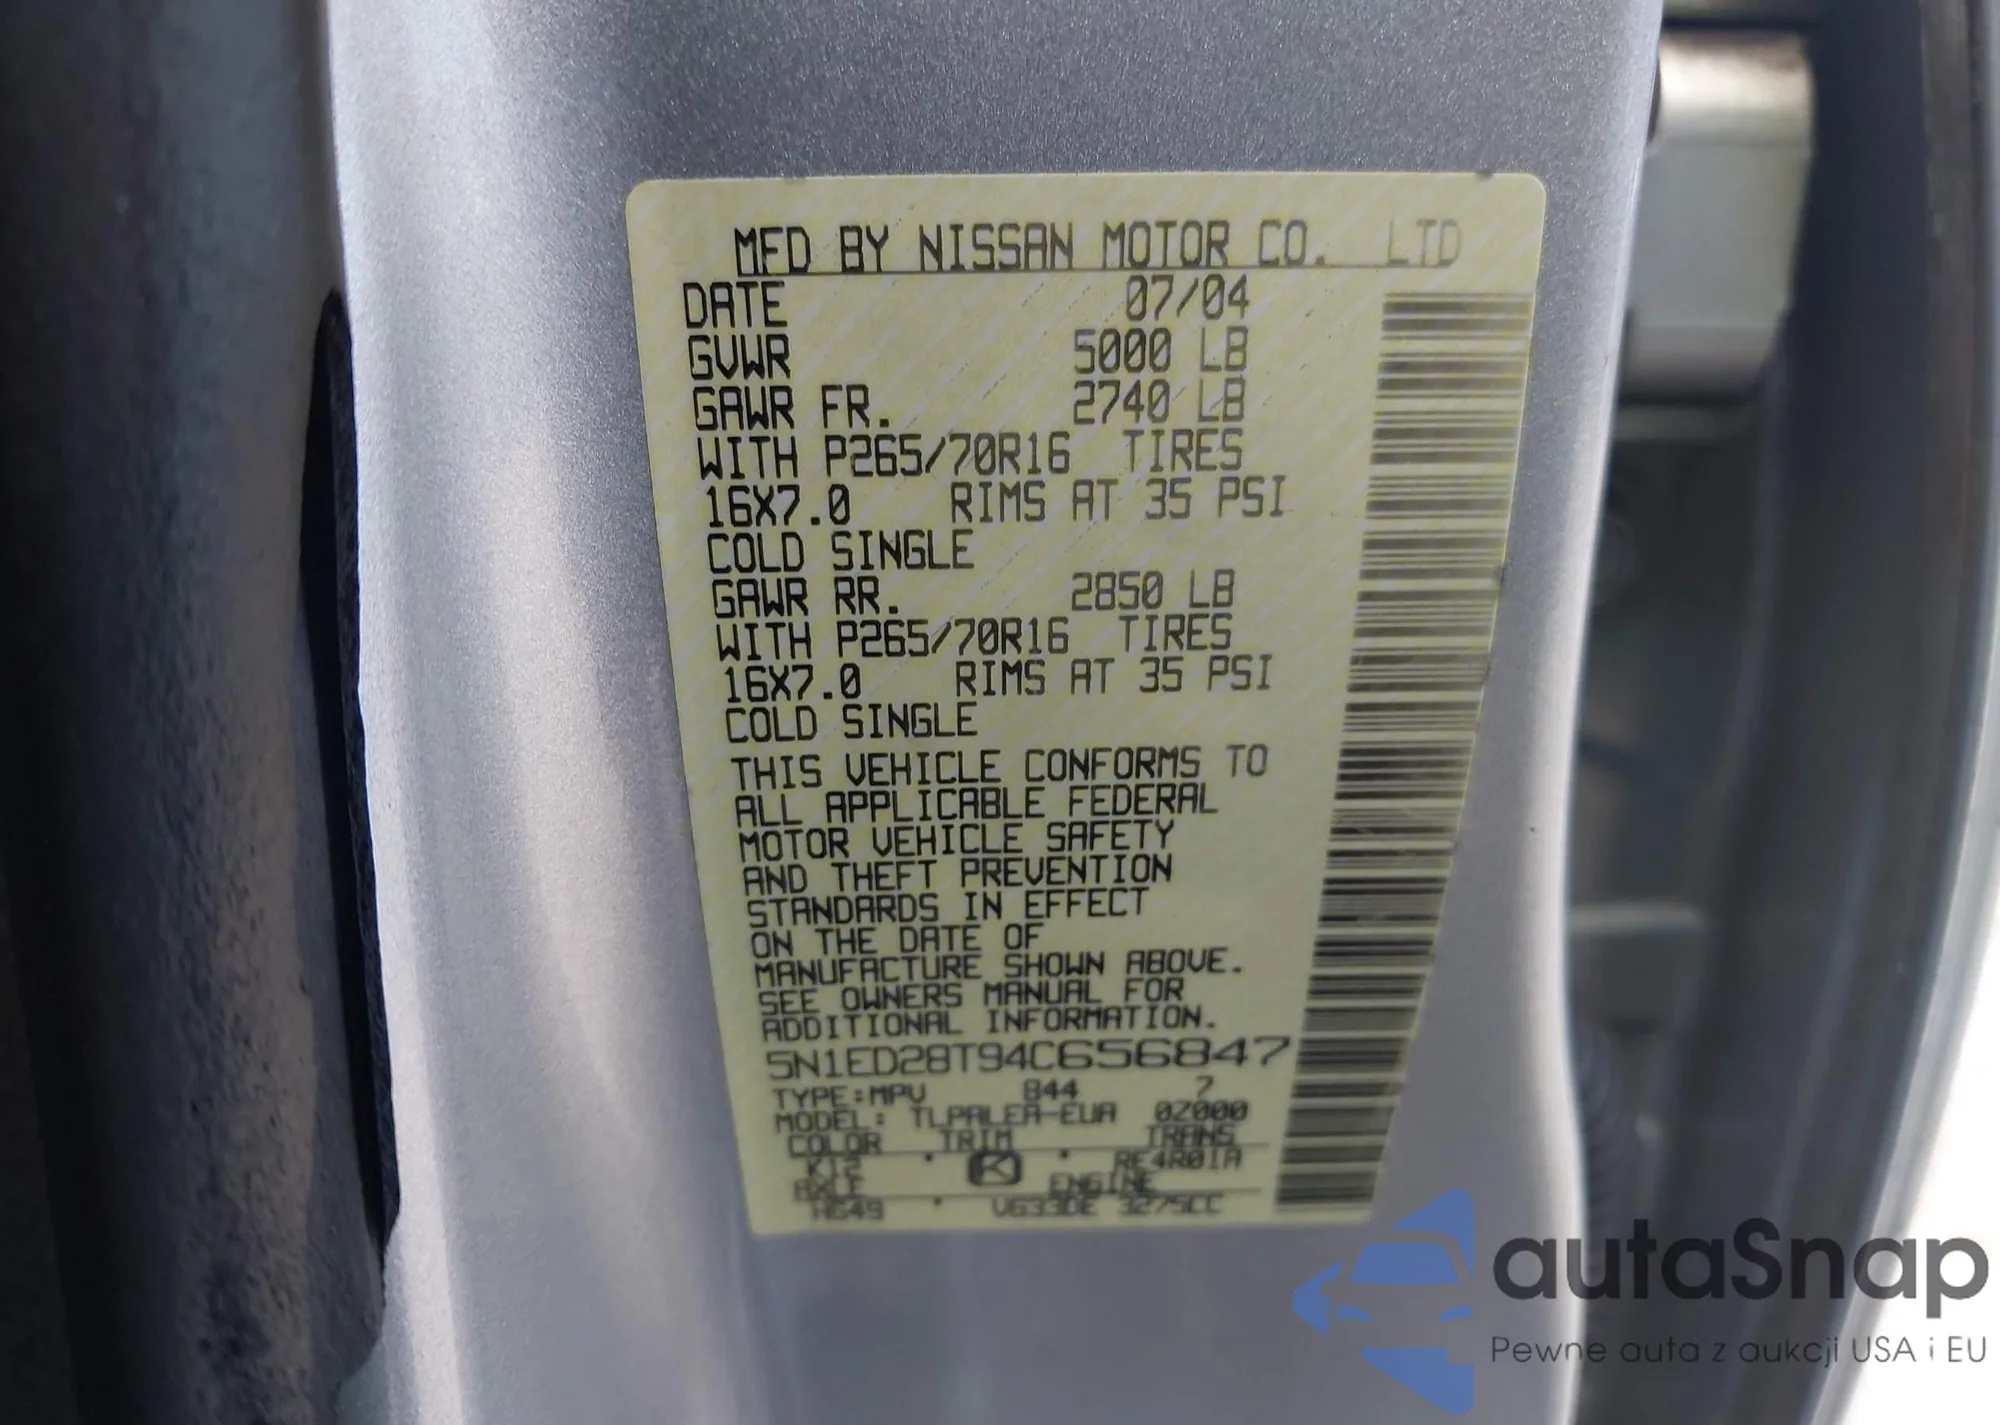 MFD BY NISSAN MOTOR CO. LTD
DATE 07/04
GVWR 5000 LB
GAWR FR. 2740 LB
WITH P265/70R16 TIRES
16X7.0 RIMS AT 35 PSI
COLD SINGLE
GAWR RR. 2850 LB
WITH P265/70R16 TIRES
16X7.0 RIMS AT 35 PSI
COLD SINGLE
THIS VEHICLE CONFORMS TO
ALL APPLICABLE FEDERAL
MOTOR VEHICLE SAFETY
AND THEFT PREVENTION
STANDARDS IN EFFECT
ON THE DATE OF
MANUFACTURE SHOWN ABOVE.
SEE OWNERS MANUAL FOR
ADDITIONAL INFORMATION.
5N1ED28T94C656847
TYPE:MPV 844 7
MODEL: TLPALEA-EUA 0Z000
COLOR TRIM TRANS
K12 K RE4R01A
AXLE ENGINE
HG49 VG33DE 3275CC
autaSnap
Pewne auta z aukcji USA i EU